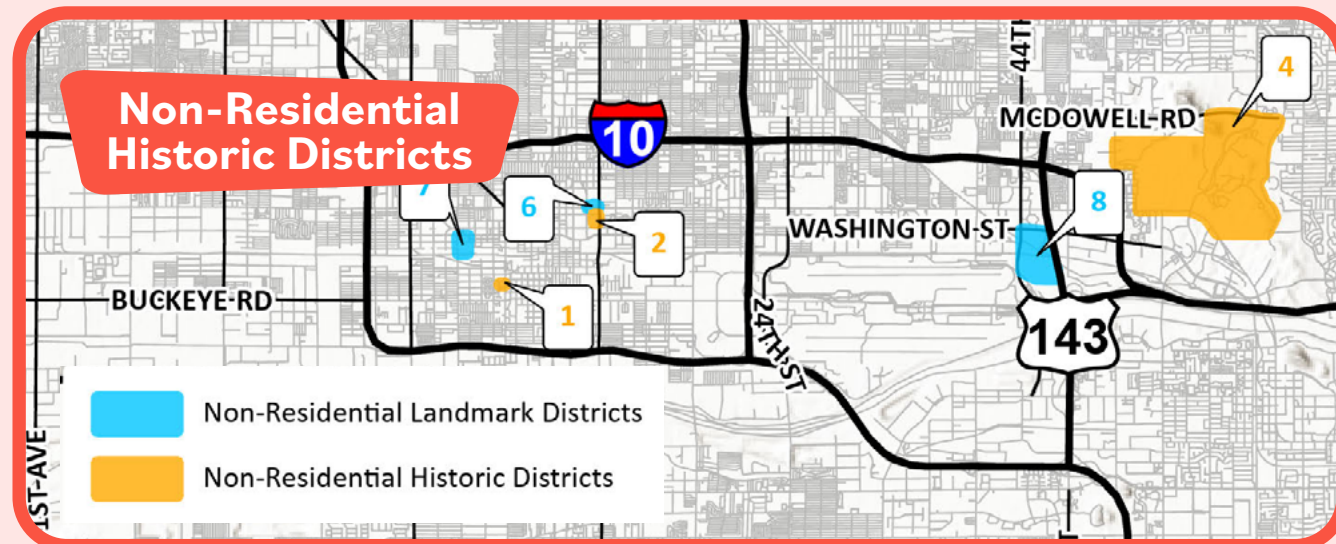 Non-Residential
Historic Districts
10
44TH
4
MCDOWELL-RD
7
6
8
2
WASHINGTON-ST
BUCKEYE-RD
1
24TH-ST
143
Non-Residential Landmark Districts
Non-Residential Historic Districts
1ST-AVE